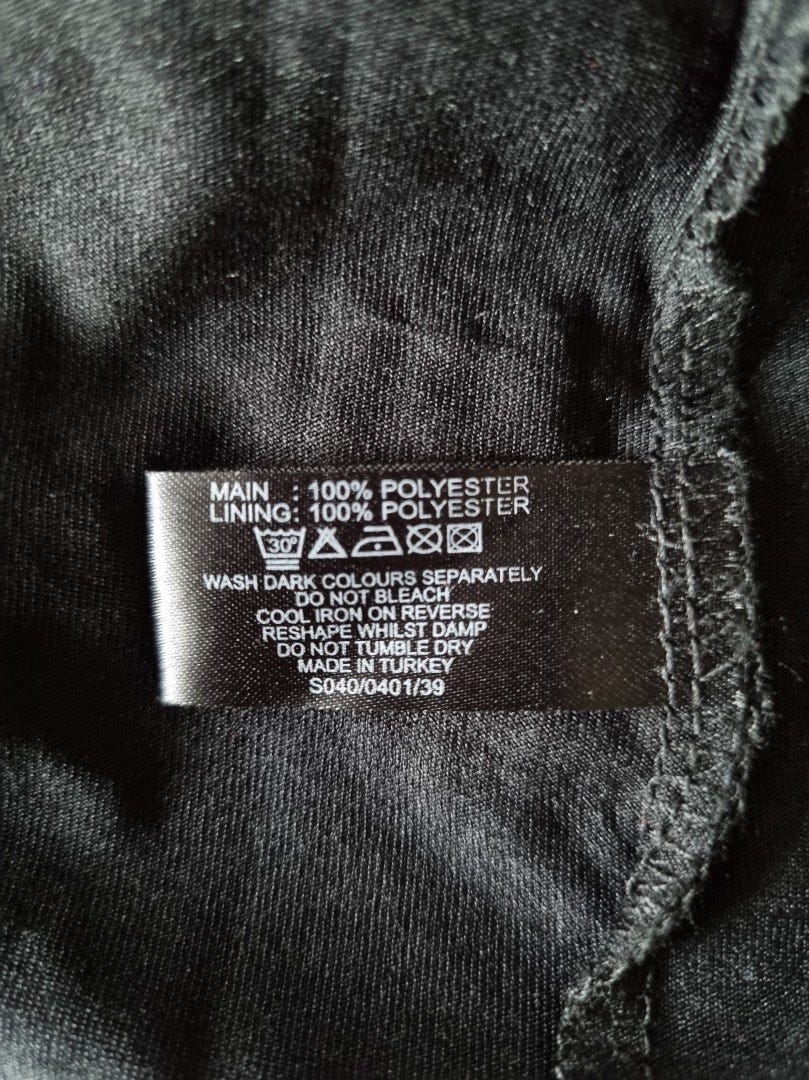 MAIN : 100% POLYESTER
LINING: 100% POLYESTER
30°
WASH DARK COLOURS SEPARATELY
DO NOT BLEACH
COOL IRON ON REVERSE
RESHAPE WHILST DAMP
DO NOT TUMBLE DRY
MADE IN TURKEY
S040/0401/39